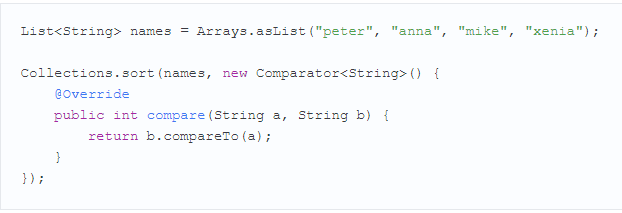 List<String> names = Arrays.asList("peter", "anna", "mike", "xenia");
Collections.sort(names, new Comparator<String>() {
    @Override
    public int compare(String a, String b) {
        return b.compareTo(a);
    }
});